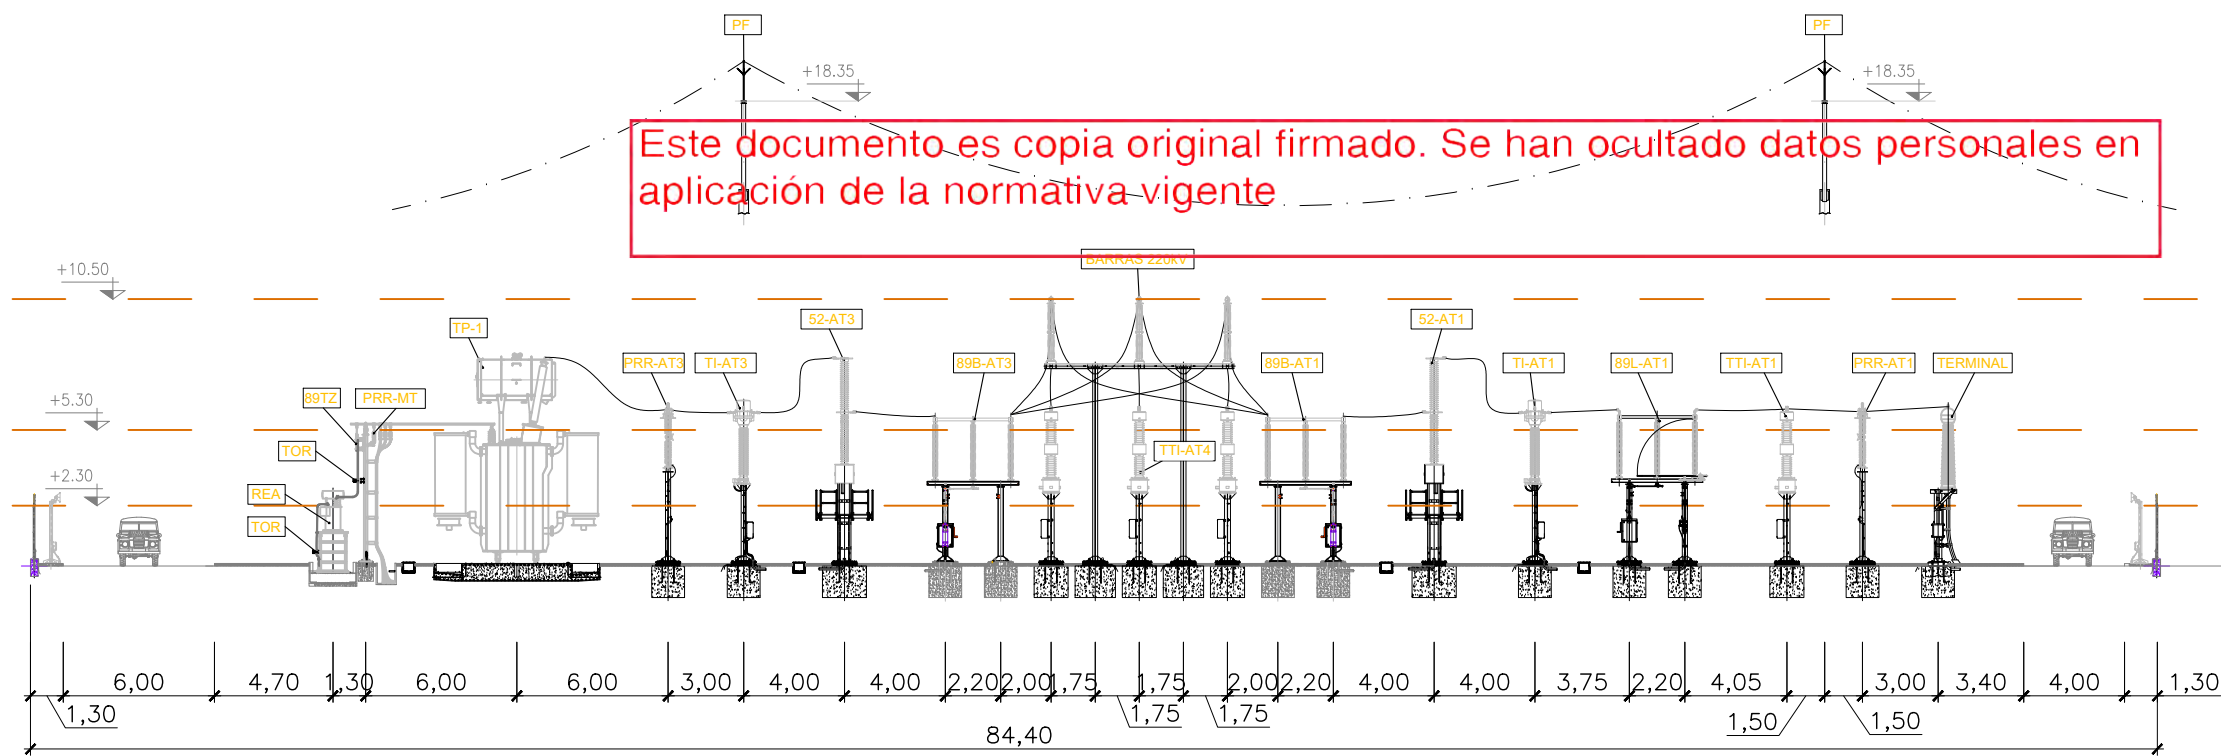 PF
PF
+18.35
+18.35
Este documento es copia original firmado. Se han ocultado datos personales en
aplicación de la normativa vigente
+10.50
BARRAS 220kV
TP-1
52-AT3
52-AT1
PRR-AT3
TI-AT3
89B-AT3
89B-AT1
TI-AT1
89L-AT1
TTI-AT1
PRR-AT1
TERMINAL
+5.30
89TZ
PRR-MT
TOR
TTI-AT4
+2.30
REA
TOR
6,00 4,70 1,30 6,00 6,00 3,00 4,00 4,00 2,20 2,00 1,75 1,75 2,00 2,20 4,00 4,00 3,75 2,20 4,05 3,00 3,40 4,00 1,30
1,30 1,75 1,75 1,50 1,50
84,40